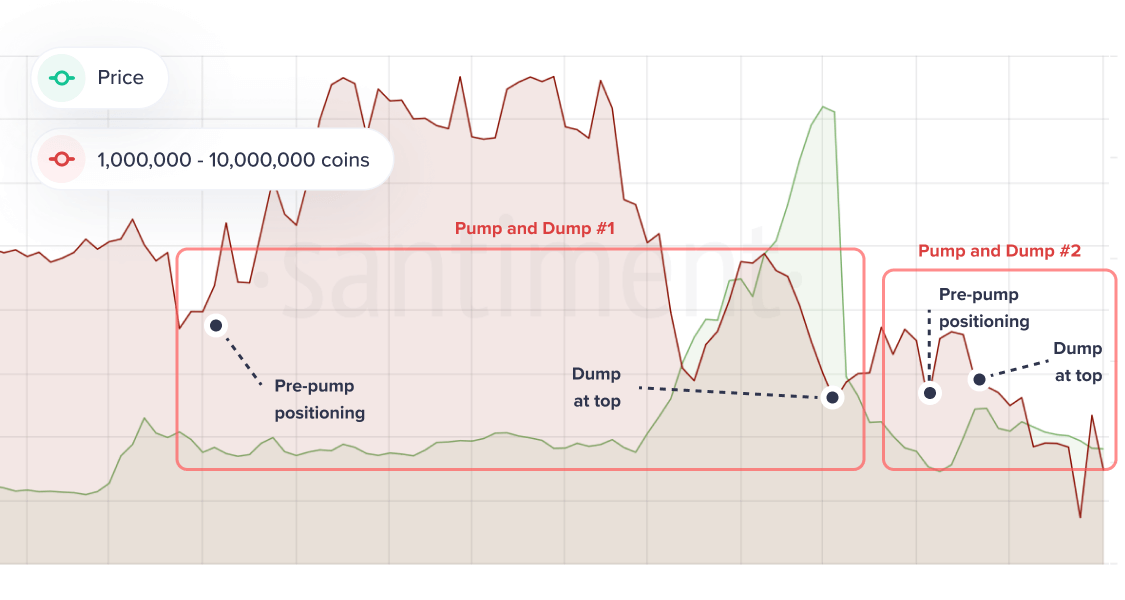 Price
1,000,000 - 10,000,000 coins
Pump and Dump #1
santiment
Pump and Dump #2
Pre-pump
positioning
Dump
at top
Pre-pump
positioning
Dump
at top